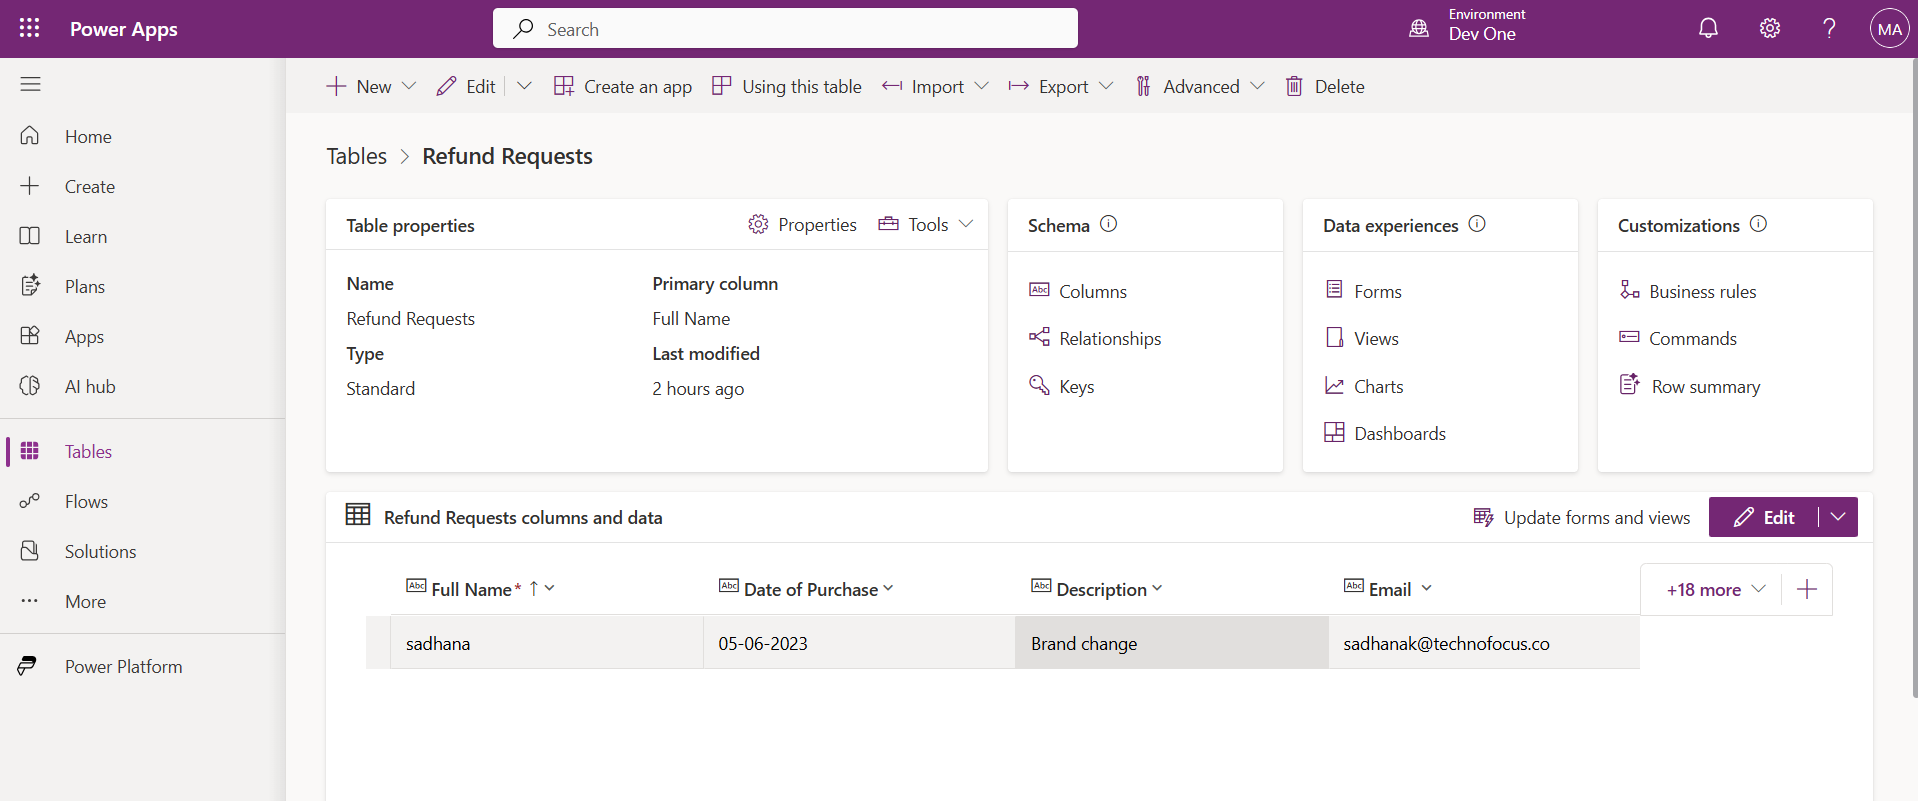 Power Apps
Search
Environment
Dev One
MA
New
Edit
Create an app
Using this table
Import
Export
Advanced
Delete
Home
Create
Learn
Plans
Apps
AI hub
Tables
Flows
Solutions
More
Power Platform
Tables > Refund Requests
Table properties
Properties
Tools
Name
Refund Requests
Type
Standard
Primary column
Full Name
Last modified
2 hours ago
Schema
Abc Columns
Relationships
Keys
Data experiences
Forms
Views
Charts
Dashboards
Customizations
Business rules
Commands
Row summary
Refund Requests columns and data
Update forms and views
Edit
Abc Full Name* ↑
Abc Date of Purchase
Abc Description
Abc Email
+18 more
sadhana
05-06-2023
Brand change
sadhanak@technofocus.co